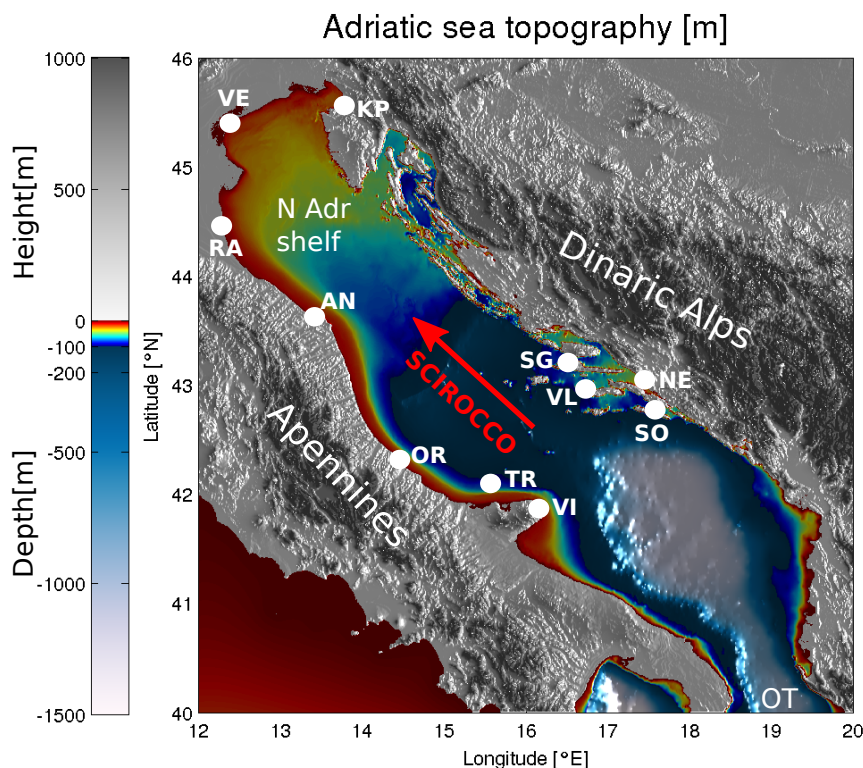 Adriatic sea topography [m]
1000
500
0
-100
-200
-500
-1000
-1500
Height[m]
Depth[m]
46
45
44
43
42
41
40
Latitude [°N]
VE
KP
N Adr
shelf
RA
AN
Dinaric Alps
SG
NE
VL
SO
SCIROCCO
Apennines
OR
TR
VI
OT
12
13
14
15
16
17
18
19
20
Longitude [°E]